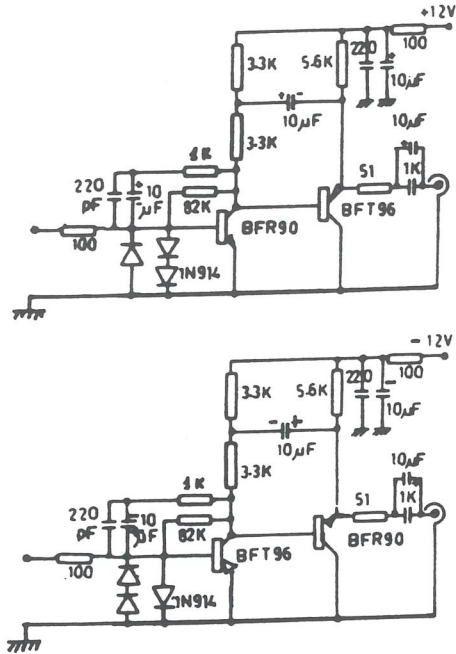 +12V
3.3K
5.6K
220
100
10µF
10µF
3.3K
10µF
1K
51
1K
220 pF
10 µF
82K
BFT96
BFR90
100
1N914
-12V
3.3K
5.6K
220
100
10µF
10µF
3.3K
10µF
1K
51
1K
220 pF
10 µF
82K
BFR90
BFT96
100
1N914